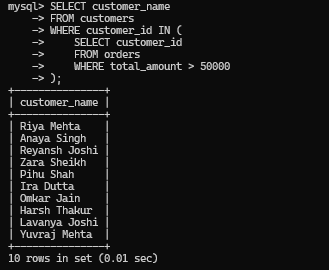 mysql> SELECT customer_name
    -> FROM customers
    -> WHERE customer_id IN (
    ->     SELECT customer_id
    ->     FROM orders
    ->     WHERE total_amount > 50000
    -> );
+---------------+
| customer_name |
+---------------+
| Riya Mehta    |
| Anaya Singh   |
| Reyansh Joshi |
| Zara Sheikh   |
| Pihu Shah     |
| Ira Dutta     |
| Omkar Jain    |
| Harsh Thakur  |
| Lavanya Joshi |
| Yuvraj Mehta  |
+---------------+
10 rows in set (0.01 sec)